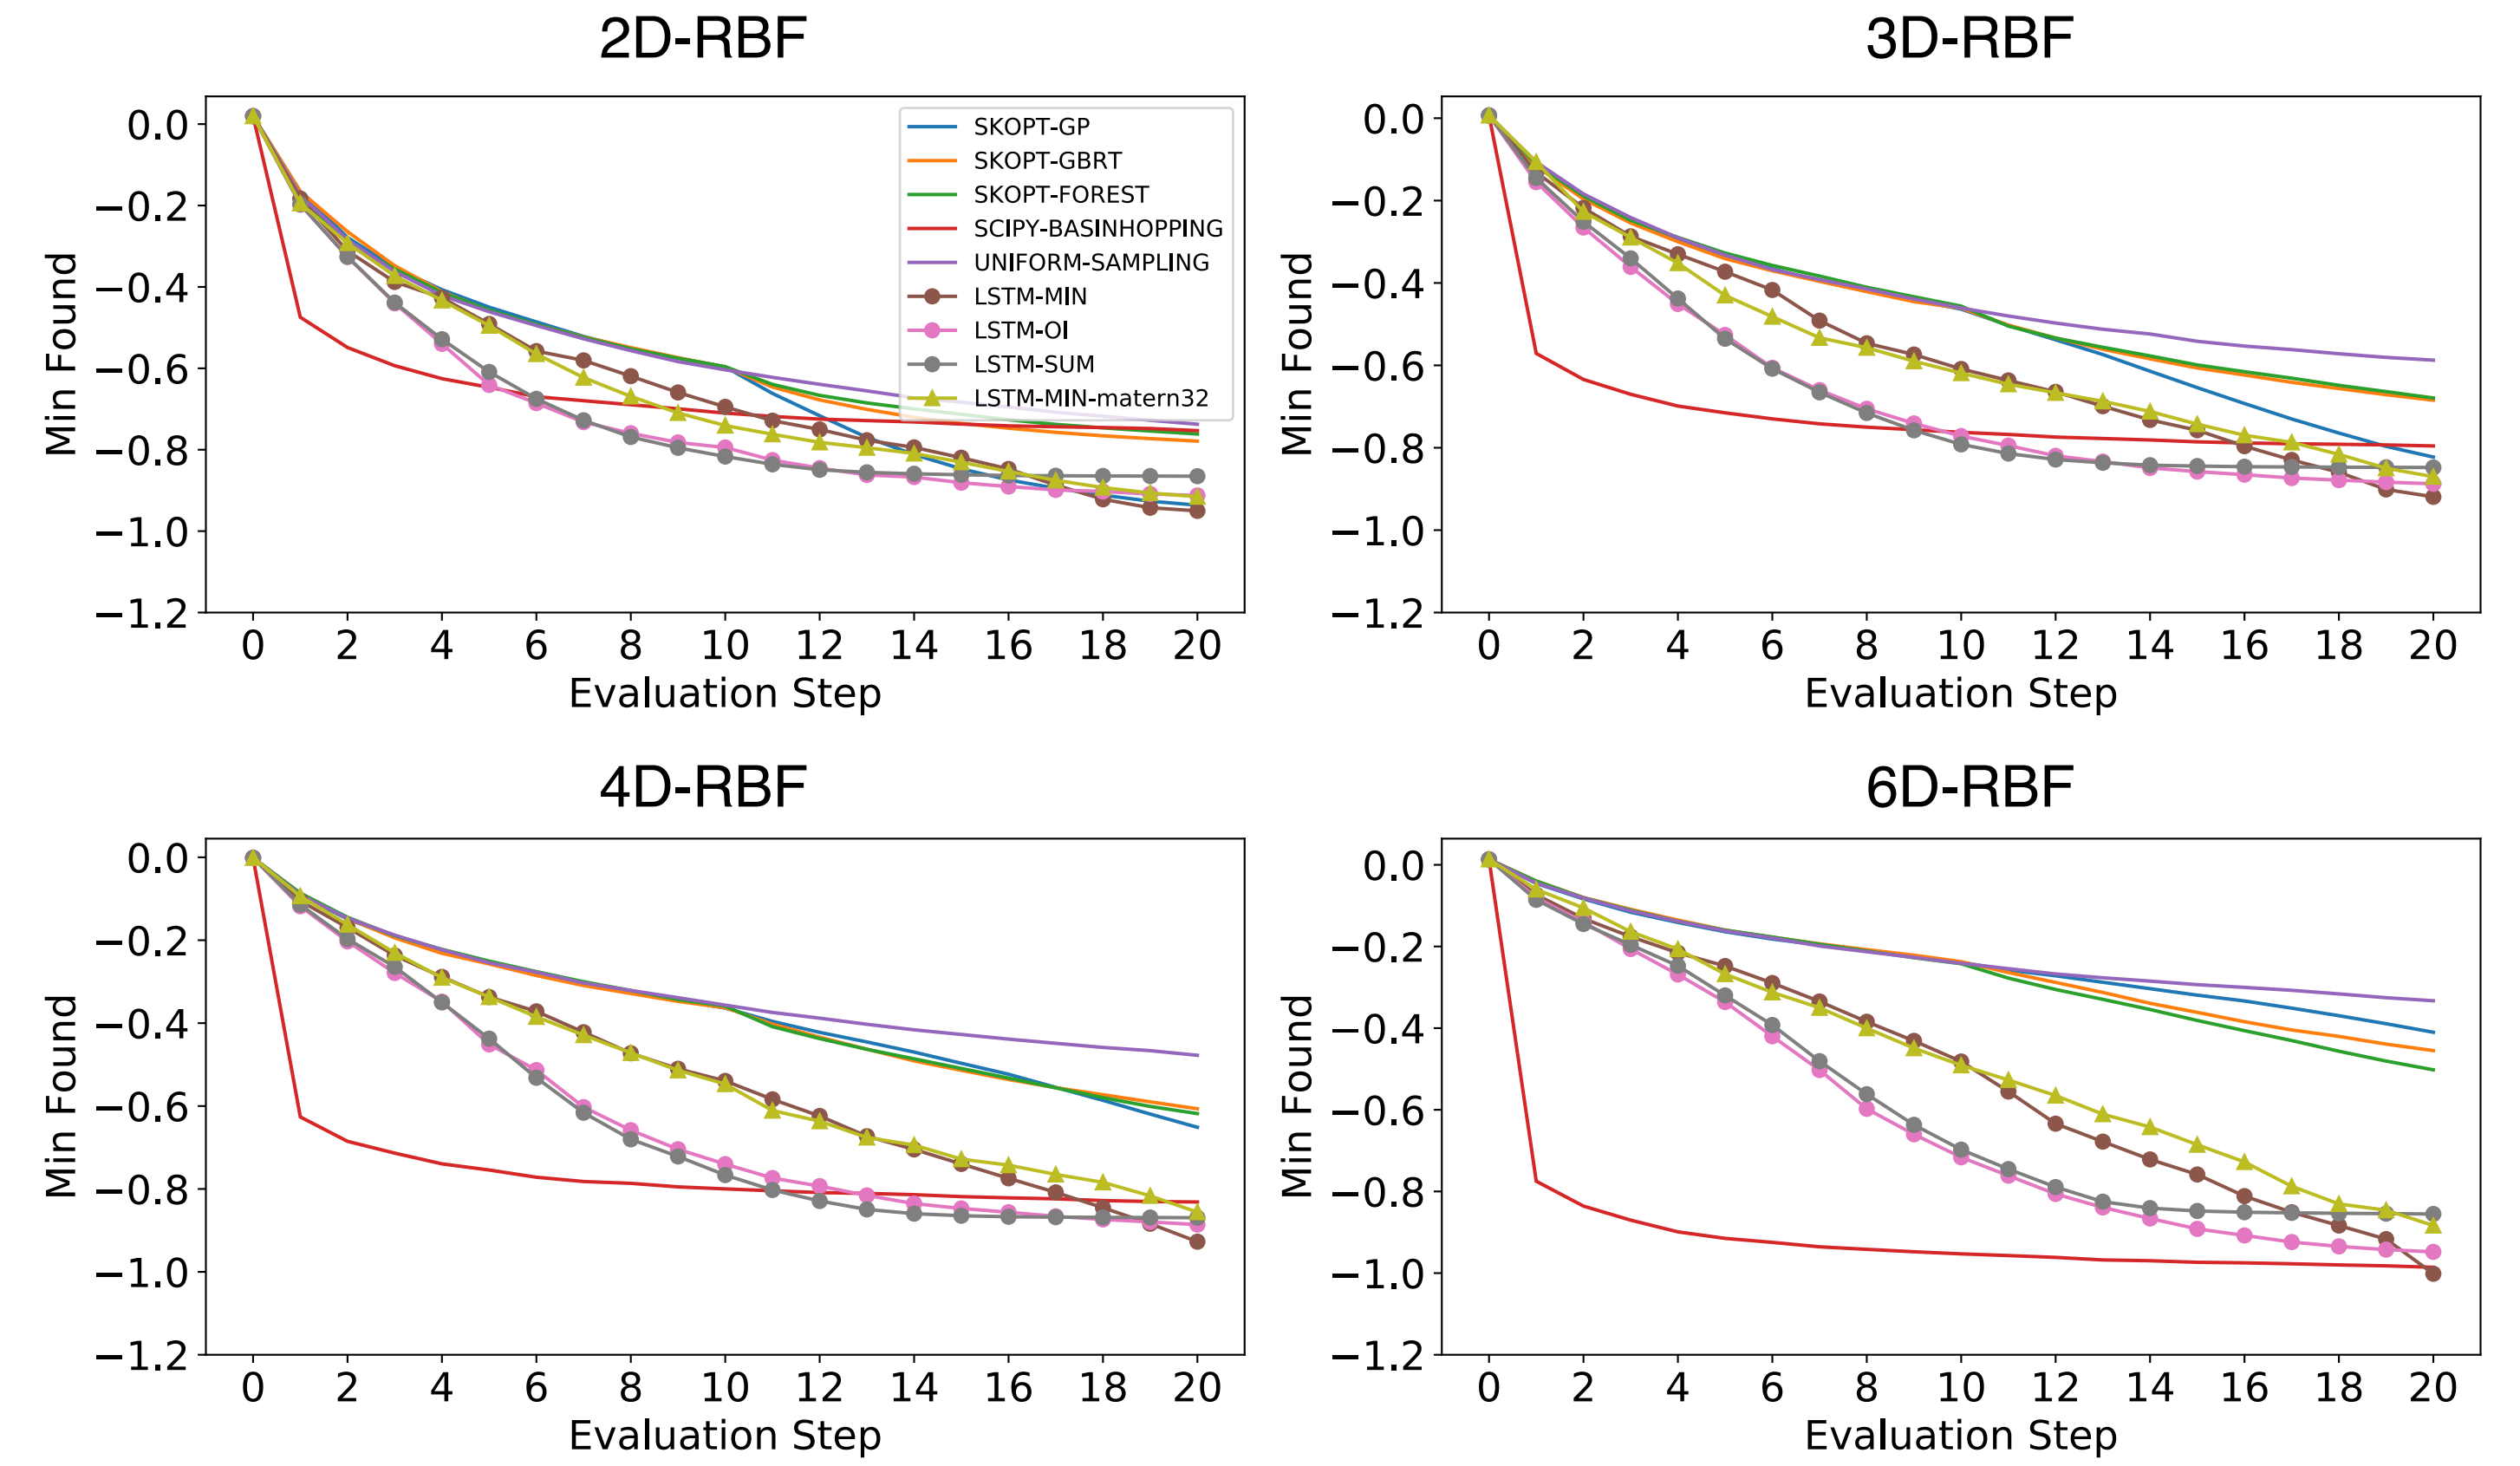 2D-RBF
Min Found
0.0
−0.2
−0.4
−0.6
−0.8
−1.0
−1.2
SKOPT-GP
SKOPT-GBRT
SKOPT-FOREST
SCIPY-BASINHOPPING
UNIFORM-SAMPLING
LSTM-MIN
LSTM-OI
LSTM-SUM
LSTM-MIN-matern32
0 2 4 6 8 10 12 14 16 18 20
Evaluation Step
3D-RBF
Min Found
0.0
−0.2
−0.4
−0.6
−0.8
−1.0
−1.2
0 2 4 6 8 10 12 14 16 18 20
Evaluation Step
4D-RBF
Min Found
0.0
−0.2
−0.4
−0.6
−0.8
−1.0
−1.2
0 2 4 6 8 10 12 14 16 18 20
Evaluation Step
6D-RBF
Min Found
0.0
−0.2
−0.4
−0.6
−0.8
−1.0
−1.2
0 2 4 6 8 10 12 14 16 18 20
Evaluation Step